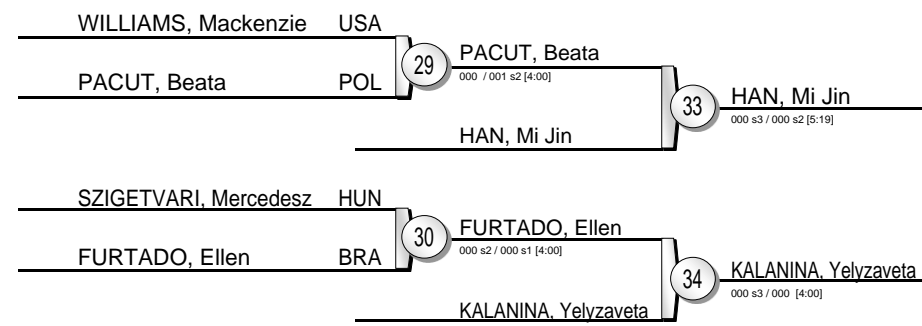 WILLIAMS, Mackenzie USA
29
PACUT, Beata
000 / 001 s2 [4:00]
PACUT, Beata POL
33
HAN, Mi Jin
000 s3 / 000 s2 [5:19]
HAN, Mi Jin
SZIGETVARI, Mercedesz HUN
30
FURTADO, Ellen
000 s2 / 000 s1 [4:00]
FURTADO, Ellen BRA
34
KALANINA, Yelyzaveta
000 s3 / 000 [4:00]
KALANINA, Yelyzaveta